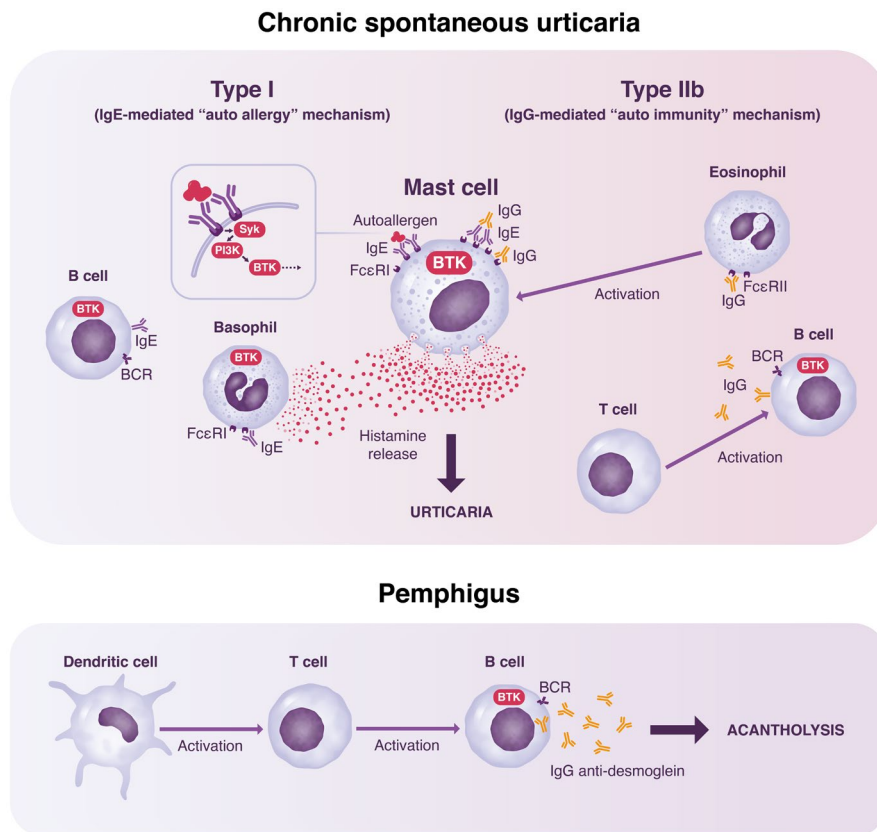 Chronic spontaneous urticaria
Type I
(IgE-mediated “auto allergy” mechanism)
Type IIb
(IgG-mediated “auto immunity” mechanism)
Syk
PI3K
BTK
Mast cell
Autoallergen
IgE
FcεRI
IgG
IgE
IgG
BTK
Eosinophil
FcεRII
IgG
Activation
B cell
BTK
IgE
BCR
Basophil
BTK
FcεRI
IgE
Histamine
release
URTICARIA
B cell
BCR
BTK
IgG
T cell
Activation
Pemphigus
Dendritic cell
Activation
T cell
Activation
B cell
BTK
BCR
IgG anti-desmoglein
ACANTHOLYSIS